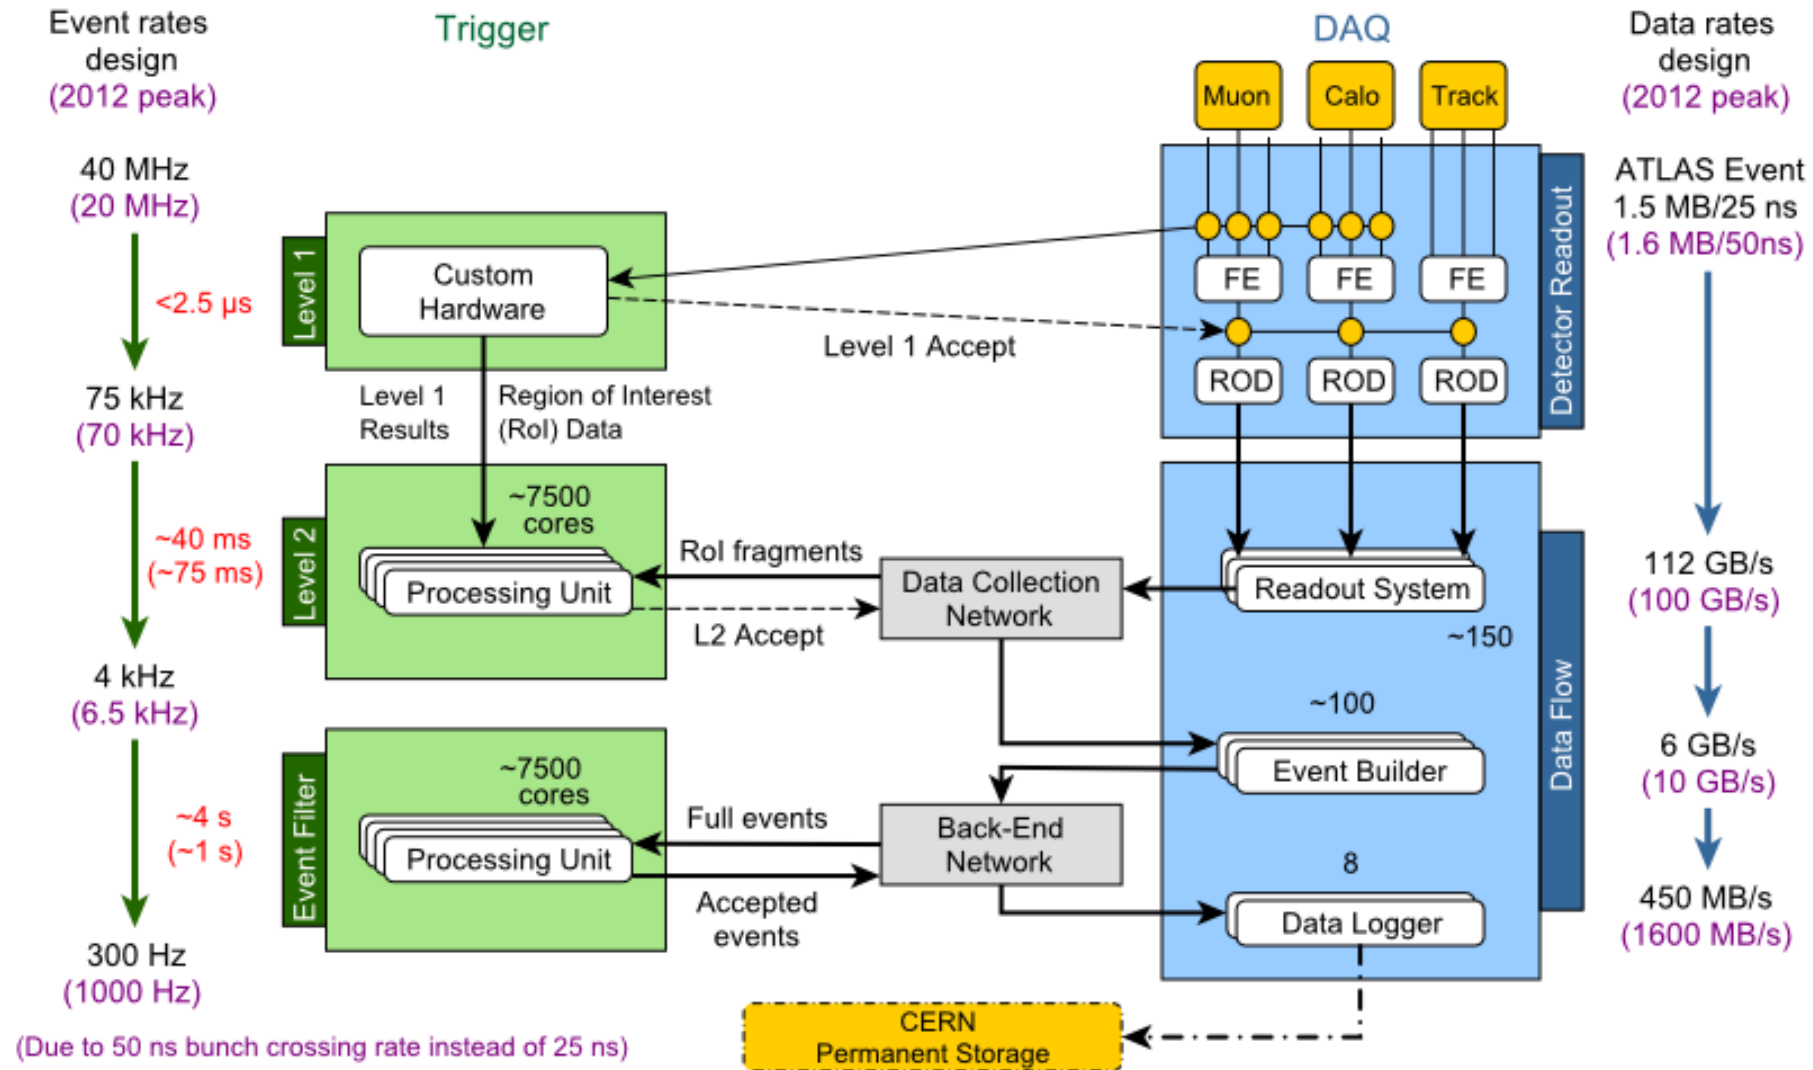 Event rates
design
(2012 peak)
40 MHz
(20 MHz)
<2.5 µs
75 kHz
(70 kHz)
~40 ms
(~75 ms)
4 kHz
(6.5 kHz)
~4 s
(~1 s)
300 Hz
(1000 Hz)
(Due to 50 ns bunch crossing rate instead of 25 ns)
Trigger
Level 1
Custom
Hardware
Level 1
Results
Region of Interest
(RoI) Data
Level 1 Accept
Level 2
~7500
cores
Processing Unit
RoI fragments
L2 Accept
Data Collection
Network
Event Filter
~7500
cores
Processing Unit
Full events
Accepted
events
Back-End
Network
CERN
Permanent Storage
DAQ
Muon
Calo
Track
FE
FE
FE
ROD
ROD
ROD
Detector Readout
Readout System
~150
~100
Event Builder
8
Data Logger
Data Flow
Data rates
design
(2012 peak)
ATLAS Event
1.5 MB/25 ns
(1.6 MB/50ns)
112 GB/s
(100 GB/s)
6 GB/s
(10 GB/s)
450 MB/s
(1600 MB/s)